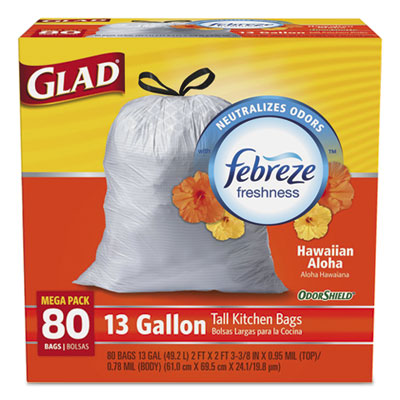 80
BAGS
GLAD
NEUTRALIZES ODORS
with
febreze™
freshness
Hawaiian
Aloha
Aloha Hawaiana
ODORSHIELD®
MEGA PACK
80
BAGS | BOLSAS
13 Gallon Tall Kitchen Bags
Bolsas Largas para la Cocina
80 BAGS 13 GAL (49.2 L) 2 FT X 2 FT 3-3/8 IN X 0.95 MIL (TOP)/
0.78 MIL (BODY) (61.0 cm X 69.5 cm X 24.1/19.8 µm)